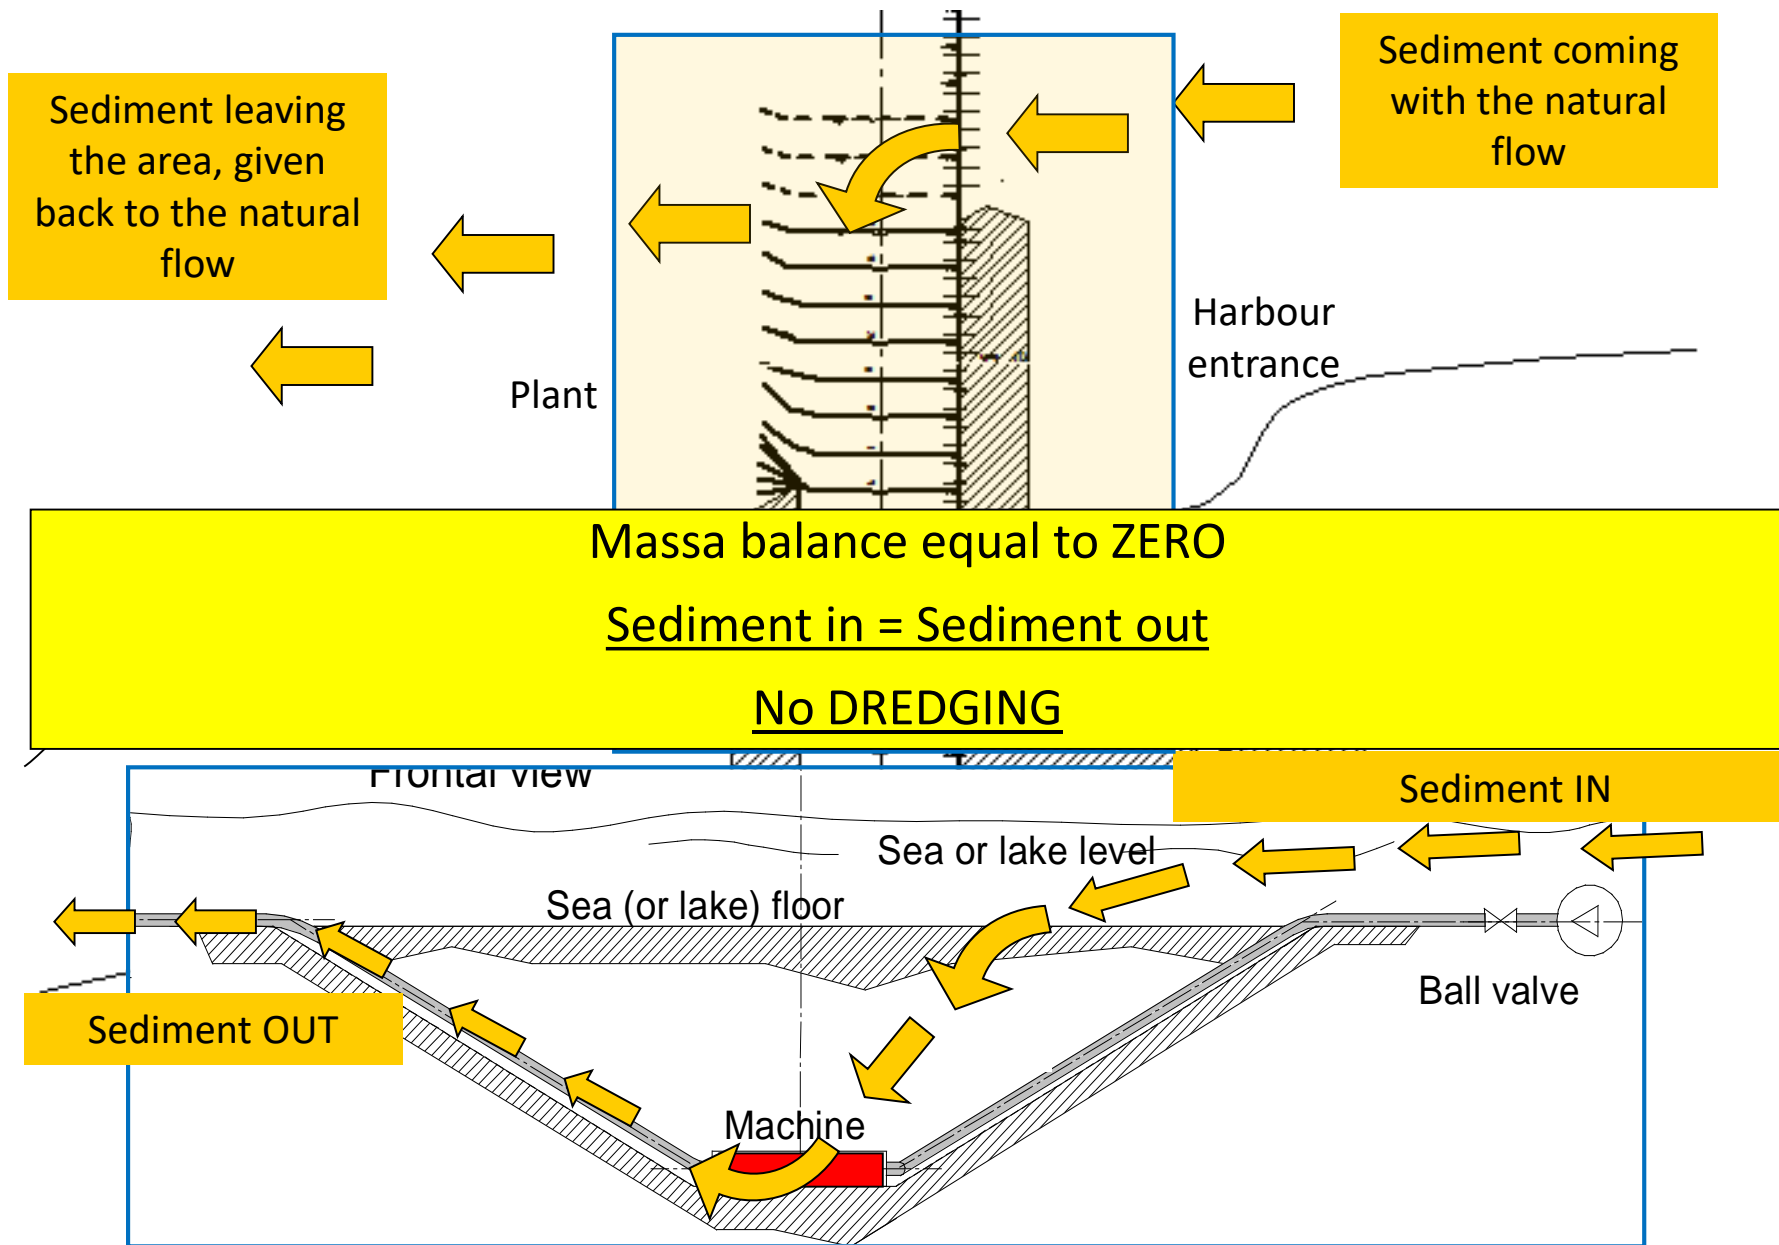 Sediment coming
with the natural
flow
Sediment leaving
the area, given
back to the natural
flow
Harbour
entrance
Plant
Massa balance equal to ZERO
Sediment in = Sediment out
No DREDGING
Frontal view
Sediment IN
Sea or lake level
Sea (or lake) floor
Ball valve
Sediment OUT
Machine